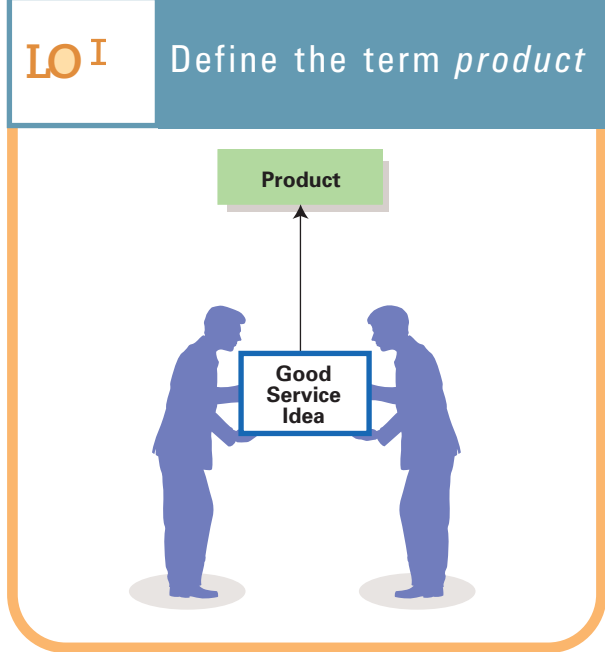 LO I
Define the term product
Product
Good
Service
Idea